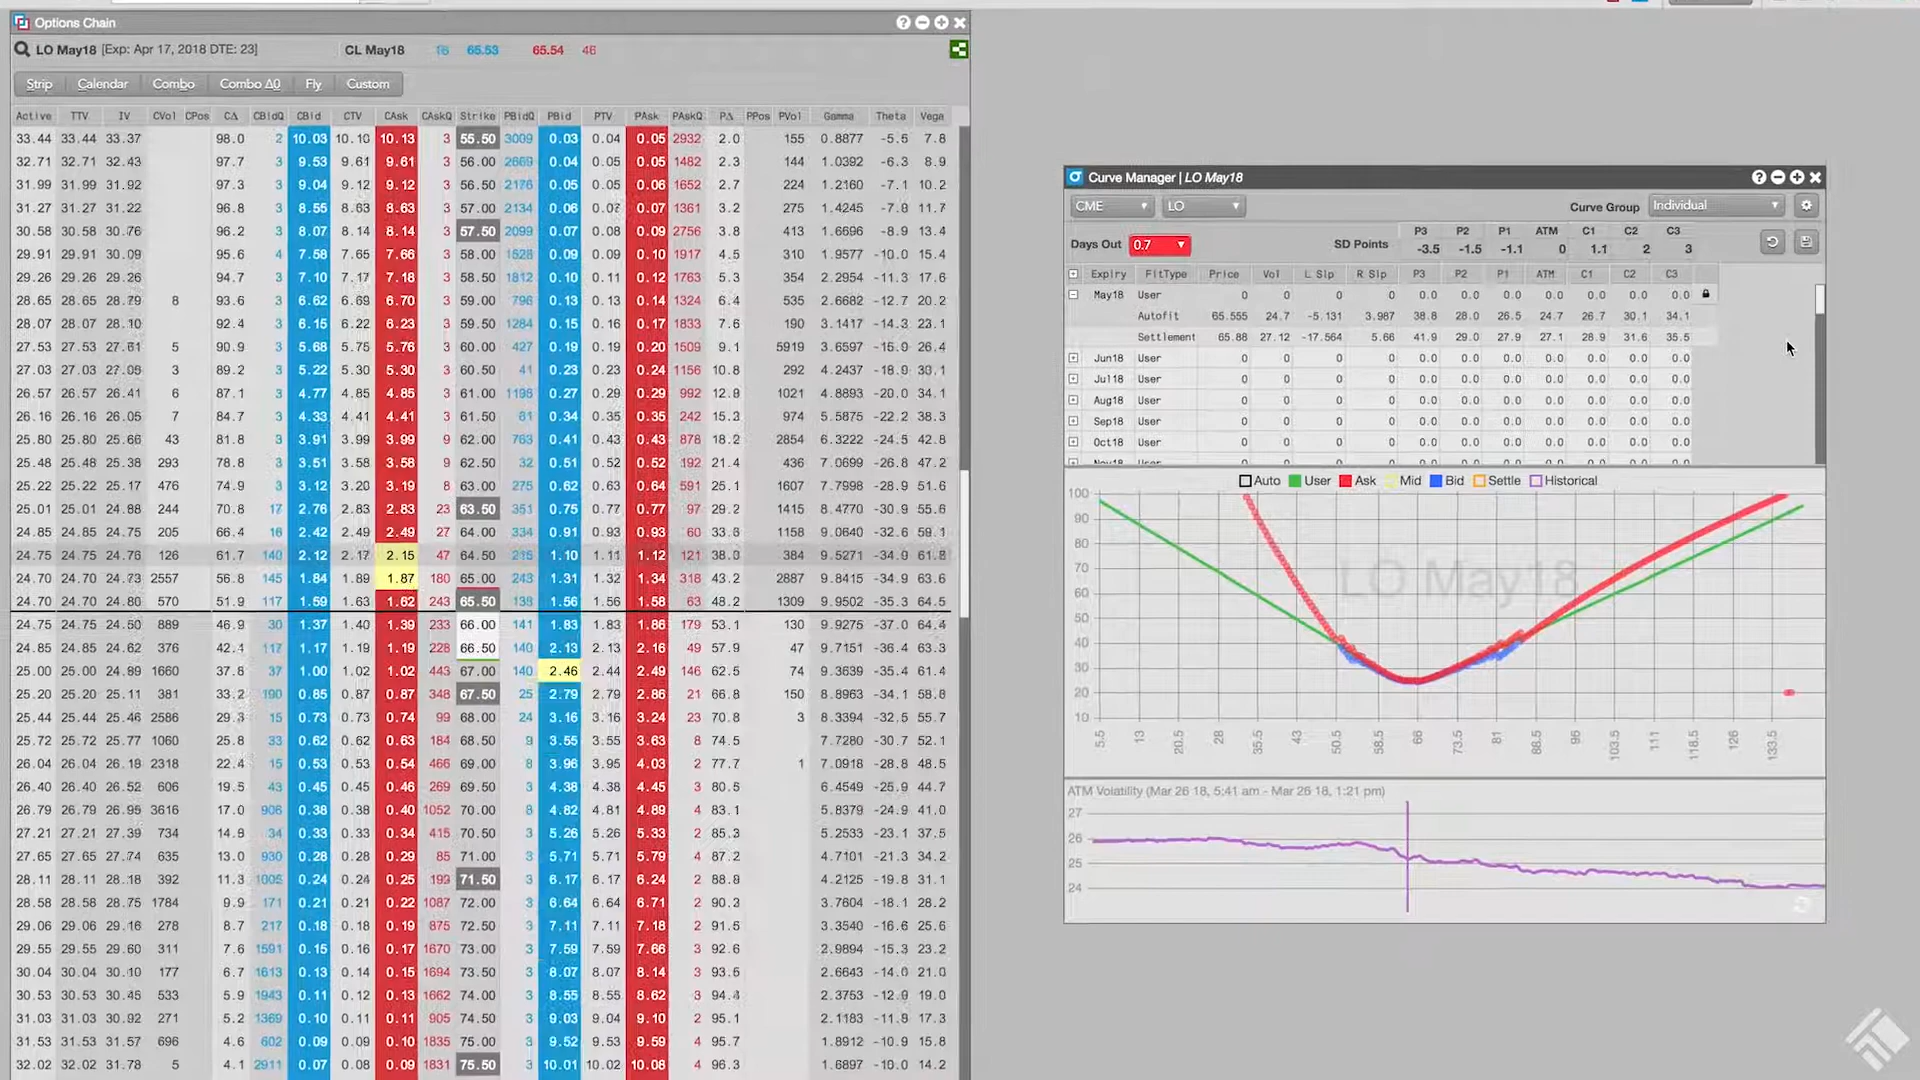 Options Chain
LO May18 [Exp: Apr 17, 2018 DTE: 23] CL May18 16 65.53 65.54 46
Strip Calendar Combo Combo Δ0 Fly Custom
Active TTV IV CVol CPos CΔ CBidQ CBid CTV CAsk CAskQ Strike PBidQ PBid PTV PAsk PAskQ PΔ PPos PVol Gamma Theta Vega
33.44 33.44 33.37 98.0 2 10.03 10.10 10.13 3 55.50 3009 0.03 0.04 0.05 2932 2.0 155 0.8877 -5.5 7.8
32.71 32.71 32.43 97.7 3 9.53 9.61 9.61 3 56.00 2669 0.04 0.05 0.05 1482 2.3 144 1.0392 -6.3 8.9
31.99 31.99 31.92 97.3 3 9.04 9.12 9.12 3 56.50 2176 0.05 0.05 0.06 1652 2.7 224 1.2160 -7.1 10.2
31.27 31.27 31.22 96.8 3 8.55 8.63 8.63 3 57.00 2134 0.06 0.07 0.07 1361 3.2 275 1.4245 -7.9 11.7
30.58 30.58 30.76 96.2 3 8.07 8.14 8.14 3 57.50 2099 0.07 0.08 0.09 2756 3.8 413 1.6696 -8.9 13.4
29.91 29.91 30.09 95.6 4 7.58 7.65 7.66 3 58.00 1528 0.09 0.09 0.10 1917 4.5 310 1.9577 -10.0 15.4
29.26 29.26 29.26 94.7 3 7.10 7.17 7.18 3 58.50 1812 0.10 0.11 0.12 1763 5.3 354 2.2954 -11.3 17.6
28.65 28.65 28.79 8 93.6 3 6.62 6.69 6.70 3 59.00 796 0.13 0.13 0.14 1324 6.4 535 2.6682 -12.7 20.2
28.07 28.07 28.10 92.4 3 6.15 6.22 6.23 3 59.50 1284 0.15 0.16 0.17 1833 7.6 190 3.1417 -14.3 23.1
27.53 27.53 27.61 5 90.9 3 5.68 5.75 5.76 3 60.00 427 0.19 0.19 0.20 1509 9.1 5919 3.6597 -16.0 26.4
27.03 27.03 27.05 3 89.2 3 5.22 5.30 5.30 3 60.50 41 0.23 0.23 0.24 1156 10.8 292 4.2437 -18.0 30.1
26.57 26.57 26.41 6 87.1 3 4.77 4.85 4.85 3 61.00 1196 0.27 0.29 0.29 992 12.9 1021 4.8893 -20.0 34.1
26.16 26.16 26.05 7 84.7 3 4.33 4.41 4.41 3 61.50 61 0.34 0.35 0.35 242 15.3 974 5.5875 -22.2 38.3
25.80 25.80 25.66 43 81.8 3 3.91 3.99 3.99 9 62.00 763 0.41 0.43 0.43 878 18.2 2854 6.3222 -24.5 42.8
25.48 25.48 25.38 293 78.8 3 3.51 3.58 3.58 9 62.50 32 0.51 0.52 0.52 192 21.4 436 7.0699 -26.8 47.2
25.22 25.22 25.17 476 74.9 3 3.12 3.20 3.19 8 63.00 275 0.62 0.63 0.64 591 25.1 1607 7.7998 -28.9 51.6
25.01 25.01 24.88 244 70.8 17 2.76 2.83 2.83 23 63.50 351 0.75 0.77 0.77 97 29.2 1415 8.4770 -30.9 55.6
24.85 24.85 24.75 205 66.4 16 2.42 2.49 2.49 27 64.00 334 0.91 0.93 0.93 60 33.6 1158 9.0640 -32.6 59.1
24.75 24.75 24.76 126 61.7 140 2.12 2.17 2.15 47 64.50 1.10 1.11 1.12 121 38.0 384 9.5271 -34.0 61.8
24.70 24.70 24.73 2557 56.8 145 1.84 1.89 1.87 180 65.00 243 1.31 1.32 1.34 318 43.2 2887 9.8415 -34.9 63.6
24.70 24.70 24.80 570 51.9 117 1.59 1.63 1.62 243 65.50 138 1.56 1.56 1.58 63 48.2 1309 9.9502 -35.3 64.5
24.75 24.75 24.50 889 46.9 30 1.37 1.40 1.39 233 66.00 141 1.83 1.83 1.86 179 53.1 130 9.9275 -37.0 64.4
24.85 24.85 24.62 376 42.1 117 1.17 1.19 1.19 228 66.50 140 2.13 2.13 2.16 49 57.9 47 9.7151 -36.4 63.3
25.00 25.00 24.89 1660 37.6 37 1.00 1.02 1.02 443 67.00 140 2.46 2.44 2.49 146 62.5 74 9.3639 -35.4 61.4
25.20 25.20 25.11 381 33.2 190 0.85 0.87 0.87 348 67.50 25 2.79 2.79 2.86 21 66.8 150 8.8963 -34.1 58.8
25.44 25.44 25.46 2586 29.3 15 0.73 0.73 0.74 99 68.00 24 3.16 3.16 3.24 23 70.8 3 8.3394 -32.5 55.7
25.72 25.72 25.77 1060 25.8 33 0.62 0.62 0.63 184 68.50 9 3.55 3.55 3.63 8 74.5 7.7280 -30.7 52.1
26.04 26.04 26.19 2318 22.4 15 0.53 0.53 0.54 466 69.00 8 3.96 3.95 4.03 2 77.7 1 7.0918 -28.8 48.5
26.40 26.40 26.52 606 19.5 43 0.45 0.45 0.46 269 69.50 3 4.38 4.38 4.45 3 80.5 6.4549 -25.9 44.7
26.79 26.79 26.95 3616 17.0 906 0.38 0.38 0.40 1052 70.00 8 4.82 4.81 4.89 4 83.1 5.8379 -24.9 41.0
27.21 27.21 27.39 734 14.8 34 0.33 0.33 0.34 415 70.50 3 5.26 5.26 5.33 2 85.3 5.2533 -23.1 37.5
27.65 27.65 27.74 635 13.0 930 0.28 0.28 0.29 85 71.00 3 5.71 5.71 5.79 4 87.2 4.7101 -21.3 34.2
28.11 28.11 28.18 392 11.3 1005 0.24 0.24 0.25 193 71.50 3 6.17 6.17 6.24 2 88.8 4.2125 -19.8 31.1
28.58 28.58 28.75 1784 9.9 171 0.21 0.21 0.22 1087 72.00 3 6.64 6.64 6.71 2 90.3 3.7604 -18.1 28.2
29.06 29.06 29.16 278 8.7 217 0.18 0.18 0.19 875 72.50 3 7.11 7.11 7.18 2 91.5 3.3540 -16.6 25.6
29.55 29.55 29.60 311 7.6 1591 0.15 0.16 0.17 1670 73.00 3 7.59 7.59 7.66 3 92.6 2.9894 -15.3 23.2
30.04 30.04 30.10 177 6.7 1613 0.13 0.14 0.15 1694 73.50 3 8.07 8.07 8.14 3 93.5 2.6643 -14.0 21.0
30.53 30.53 30.45 533 5.9 1943 0.11 0.12 0.13 1662 74.00 3 8.55 8.55 8.62 3 94.4 2.3753 -12.9 19.0
31.03 31.03 30.92 271 5.2 1369 0.10 0.11 0.11 905 74.50 3 9.03 9.04 9.10 2 95.1 2.1183 -11.8 17.3
31.53 31.53 31.57 696 4.6 602 0.09 0.09 0.10 1835 75.00 3 9.52 9.53 9.59 4 95.7 1.8912 -10.9 15.8
32.02 32.02 31.78 5 4.1 2911 0.07 0.08 0.09 1831 75.50 3 10.01 10.02 10.08 4 96.3 1.6897 -10.0 14.2
Curve Manager | LO May18
CME LO Curve Group Individual
P3 P2 P1 ATM C1 C2 C3
Days Out 0.7 SD Points -3.5 -1.5 -1.1 0 1.1 2 3
Expiry FitType Price Vol L Slp R Slp P3 P2 P1 ATM C1 C2 C3
May18 User 0 0 0 0 0.0 0.0 0.0 0.0 0.0 0.0 0.0
Autofit 65.555 24.7 -5.131 3.987 38.8 28.0 26.5 24.7 26.7 30.1 34.1
Settlement 65.88 27.12 -17.564 5.66 41.9 29.0 27.9 27.1 28.9 31.6 35.5
Jun18 User 0 0 0 0 0.0 0.0 0.0 0.0 0.0 0.0 0.0
Jul18 User 0 0 0 0 0.0 0.0 0.0 0.0 0.0 0.0 0.0
Aug18 User 0 0 0 0 0.0 0.0 0.0 0.0 0.0 0.0 0.0
Sep18 User 0 0 0 0 0.0 0.0 0.0 0.0 0.0 0.0 0.0
Oct18 User 0 0 0 0 0.0 0.0 0.0 0.0 0.0 0.0 0.0
Auto User Ask Mid Bid Settle Historical
LO May18
100
90
80
70
60
50
40
30
20
10
5.5 13 20.5 28 35.5 43 50.5 58.5 66 73.5 81 88.5 96 103.5 111 118.5 126 133.5
ATM Volatility (Mar 26 18, 5:41 am - Mar 26 18, 1:21 pm)
27
26
25
24